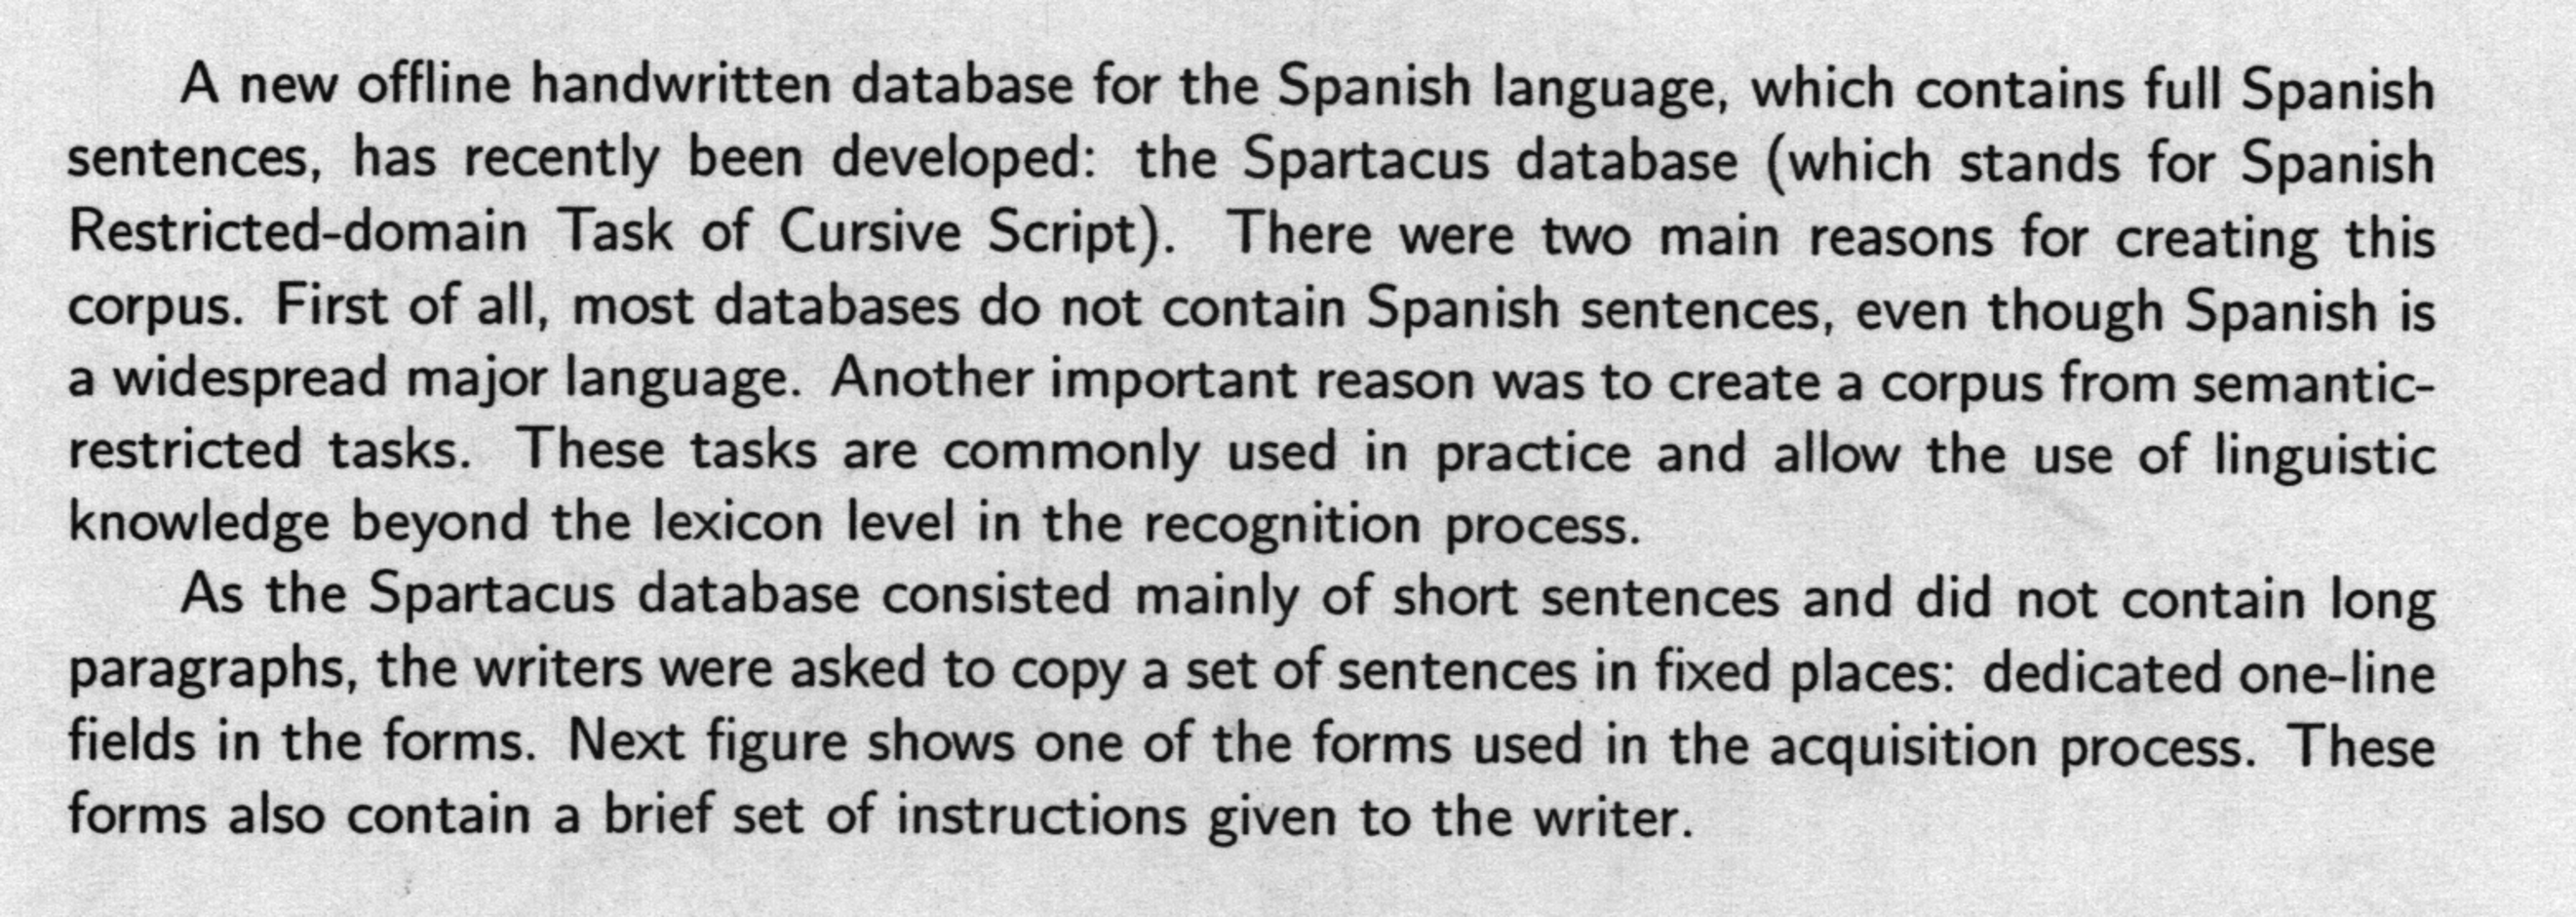 A new offline handwritten database for the Spanish language, which contains full Spanish
sentences, has recently been developed: the Spartacus database (which stands for Spanish
Restricted-domain Task of Cursive Script). There were two main reasons for creating this
corpus. First of all, most databases do not contain Spanish sentences, even though Spanish is
a widespread major language. Another important reason was to create a corpus from semantic-
restricted tasks. These tasks are commonly used in practice and allow the use of linguistic
knowledge beyond the lexicon level in the recognition process.
As the Spartacus database consisted mainly of short sentences and did not contain long
paragraphs, the writers were asked to copy a set of sentences in fixed places: dedicated one-line
fields in the forms. Next figure shows one of the forms used in the acquisition process. These
forms also contain a brief set of instructions given to the writer.